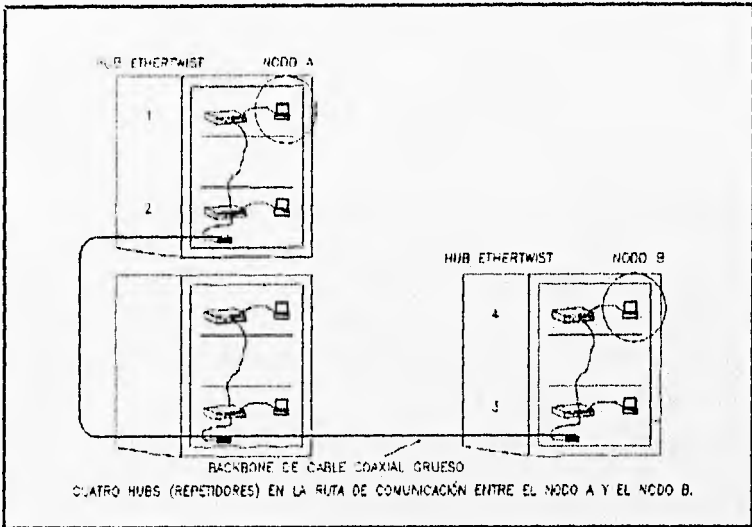 HUB ETHERTWIST NODO A
1
2
HUB ETHERTWIST NODO B
4
3
BACKBONE DE CABLE COAXIAL GRUESO
CUATRO HUBS (REPETIDORES) EN LA RUTA DE COMUNICACIÓN ENTRE EL NODO A Y EL NODO B.